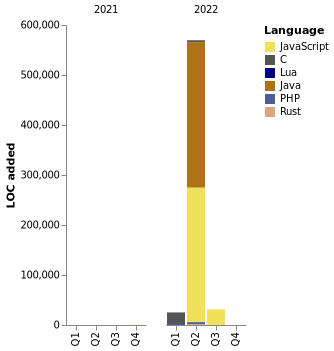 2021 2022
Language
JavaScript
C
Lua
Java
PHP
Rust
LOC added
600,000
500,000
400,000
300,000
200,000
100,000
0
Q1 Q2 Q3 Q4 Q1 Q2 Q3 Q4